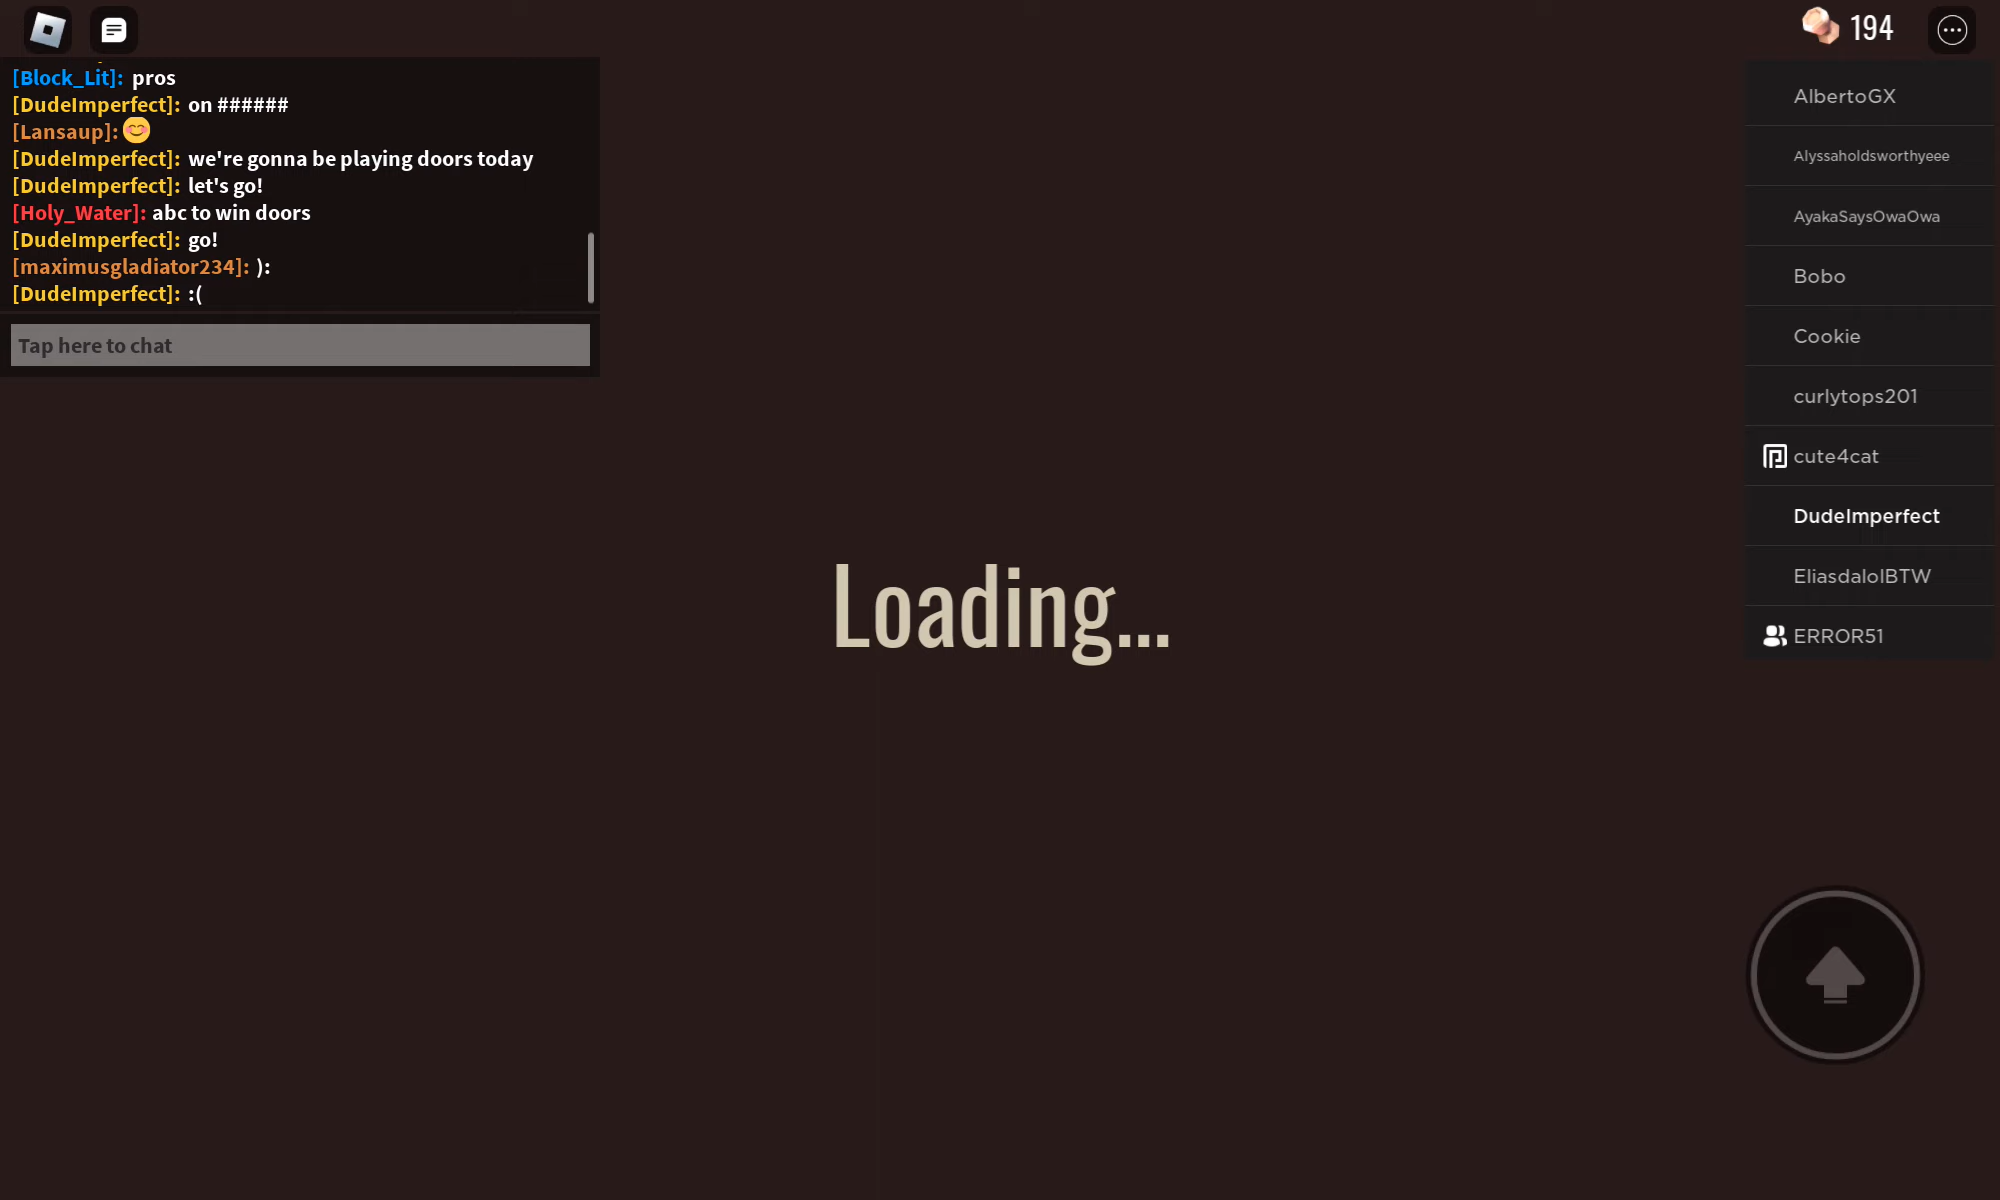 194
[Block_Lit]: pros
[DudeImperfect]: on ######
[Lansaup]: 😊
[DudeImperfect]: we're gonna be playing doors today
[DudeImperfect]: let's go!
[Holy_Water]: abc to win doors
[DudeImperfect]: go!
[maximusgladiator234]: ):
[DudeImperfect]: :(
Tap here to chat
AlbertoGX
Alyssaholdsworthyeee
AyakaSaysOwaOwa
Bobo
Cookie
curlytops201
cute4cat
DudeImperfect
EliasdalolBTW
ERROR51
Loading...